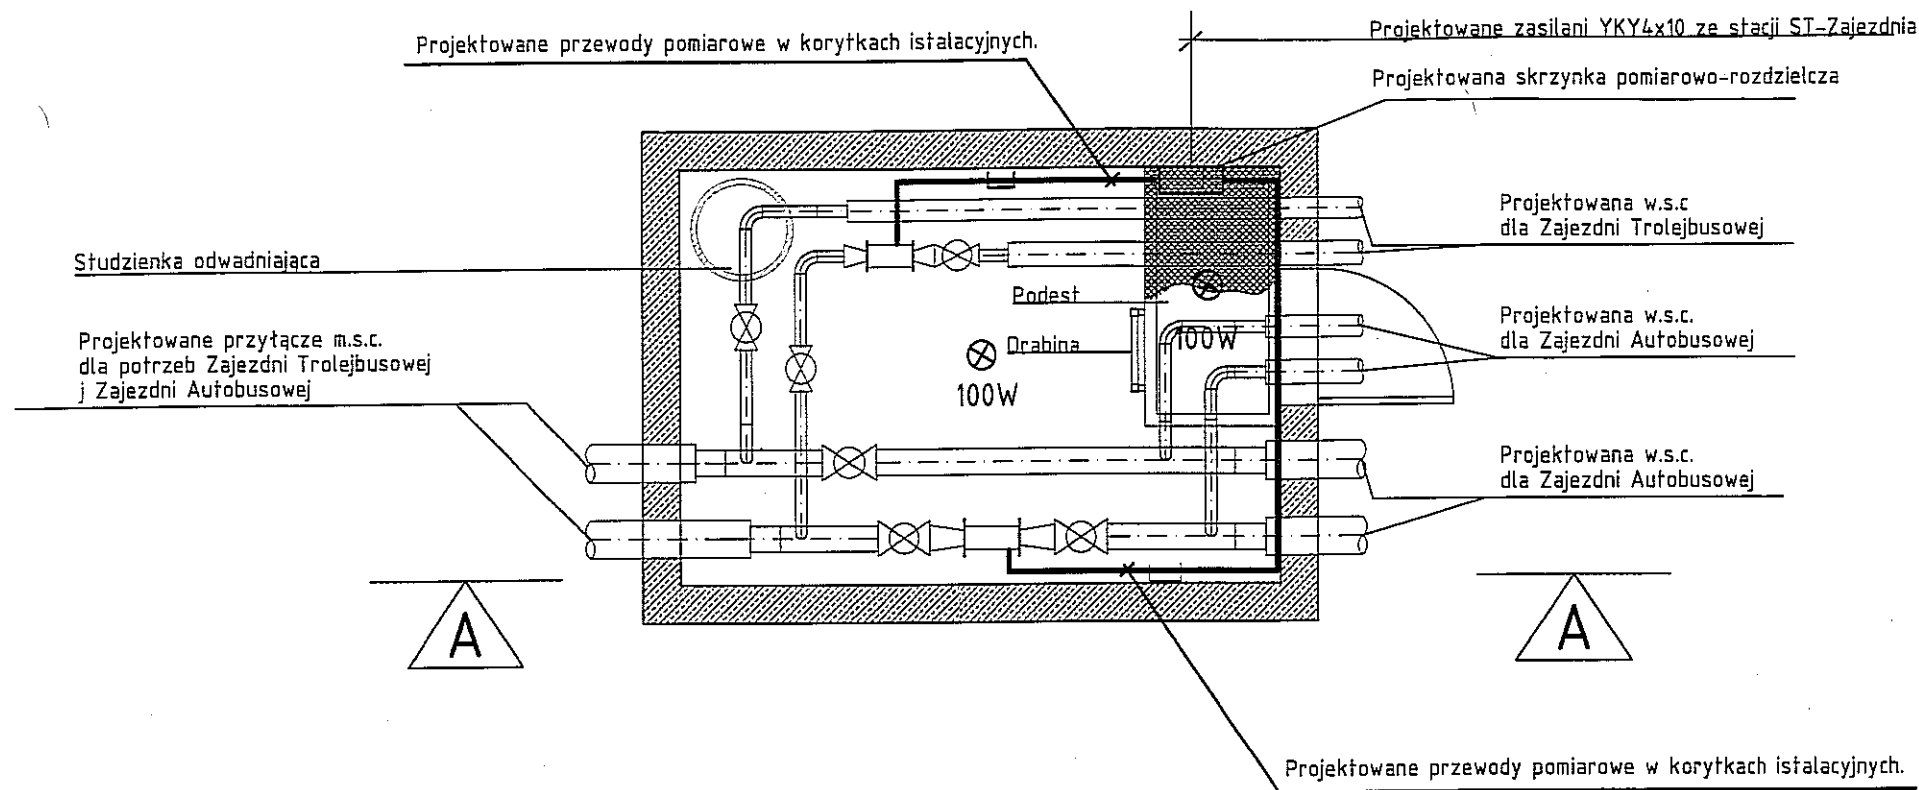 Projektowane przewody pomiarowe w korytkach istalacyjnych.
Projektowane zasilani YKY4x10 ze stacji ST-Zajezdnia
Projektowana skrzynka pomiarowo-rozdzielcza
Projektowana w.s.c
dla Zajezdni Trolejbusowej
Studzienka odwadniająca
Podest
Projektowana w.s.c.
dla Zajezdni Autobusowej
Projektowane przyłącze m.s.c.
dla potrzeb Zajezdni Trolejbusowej
j Zajezdni Autobusowej
Drabina
100W
100W
Projektowana w.s.c.
dla Zajezdni Autobusowej
A
A
Projektowane przewody pomiarowe w korytkach istalacyjnych.